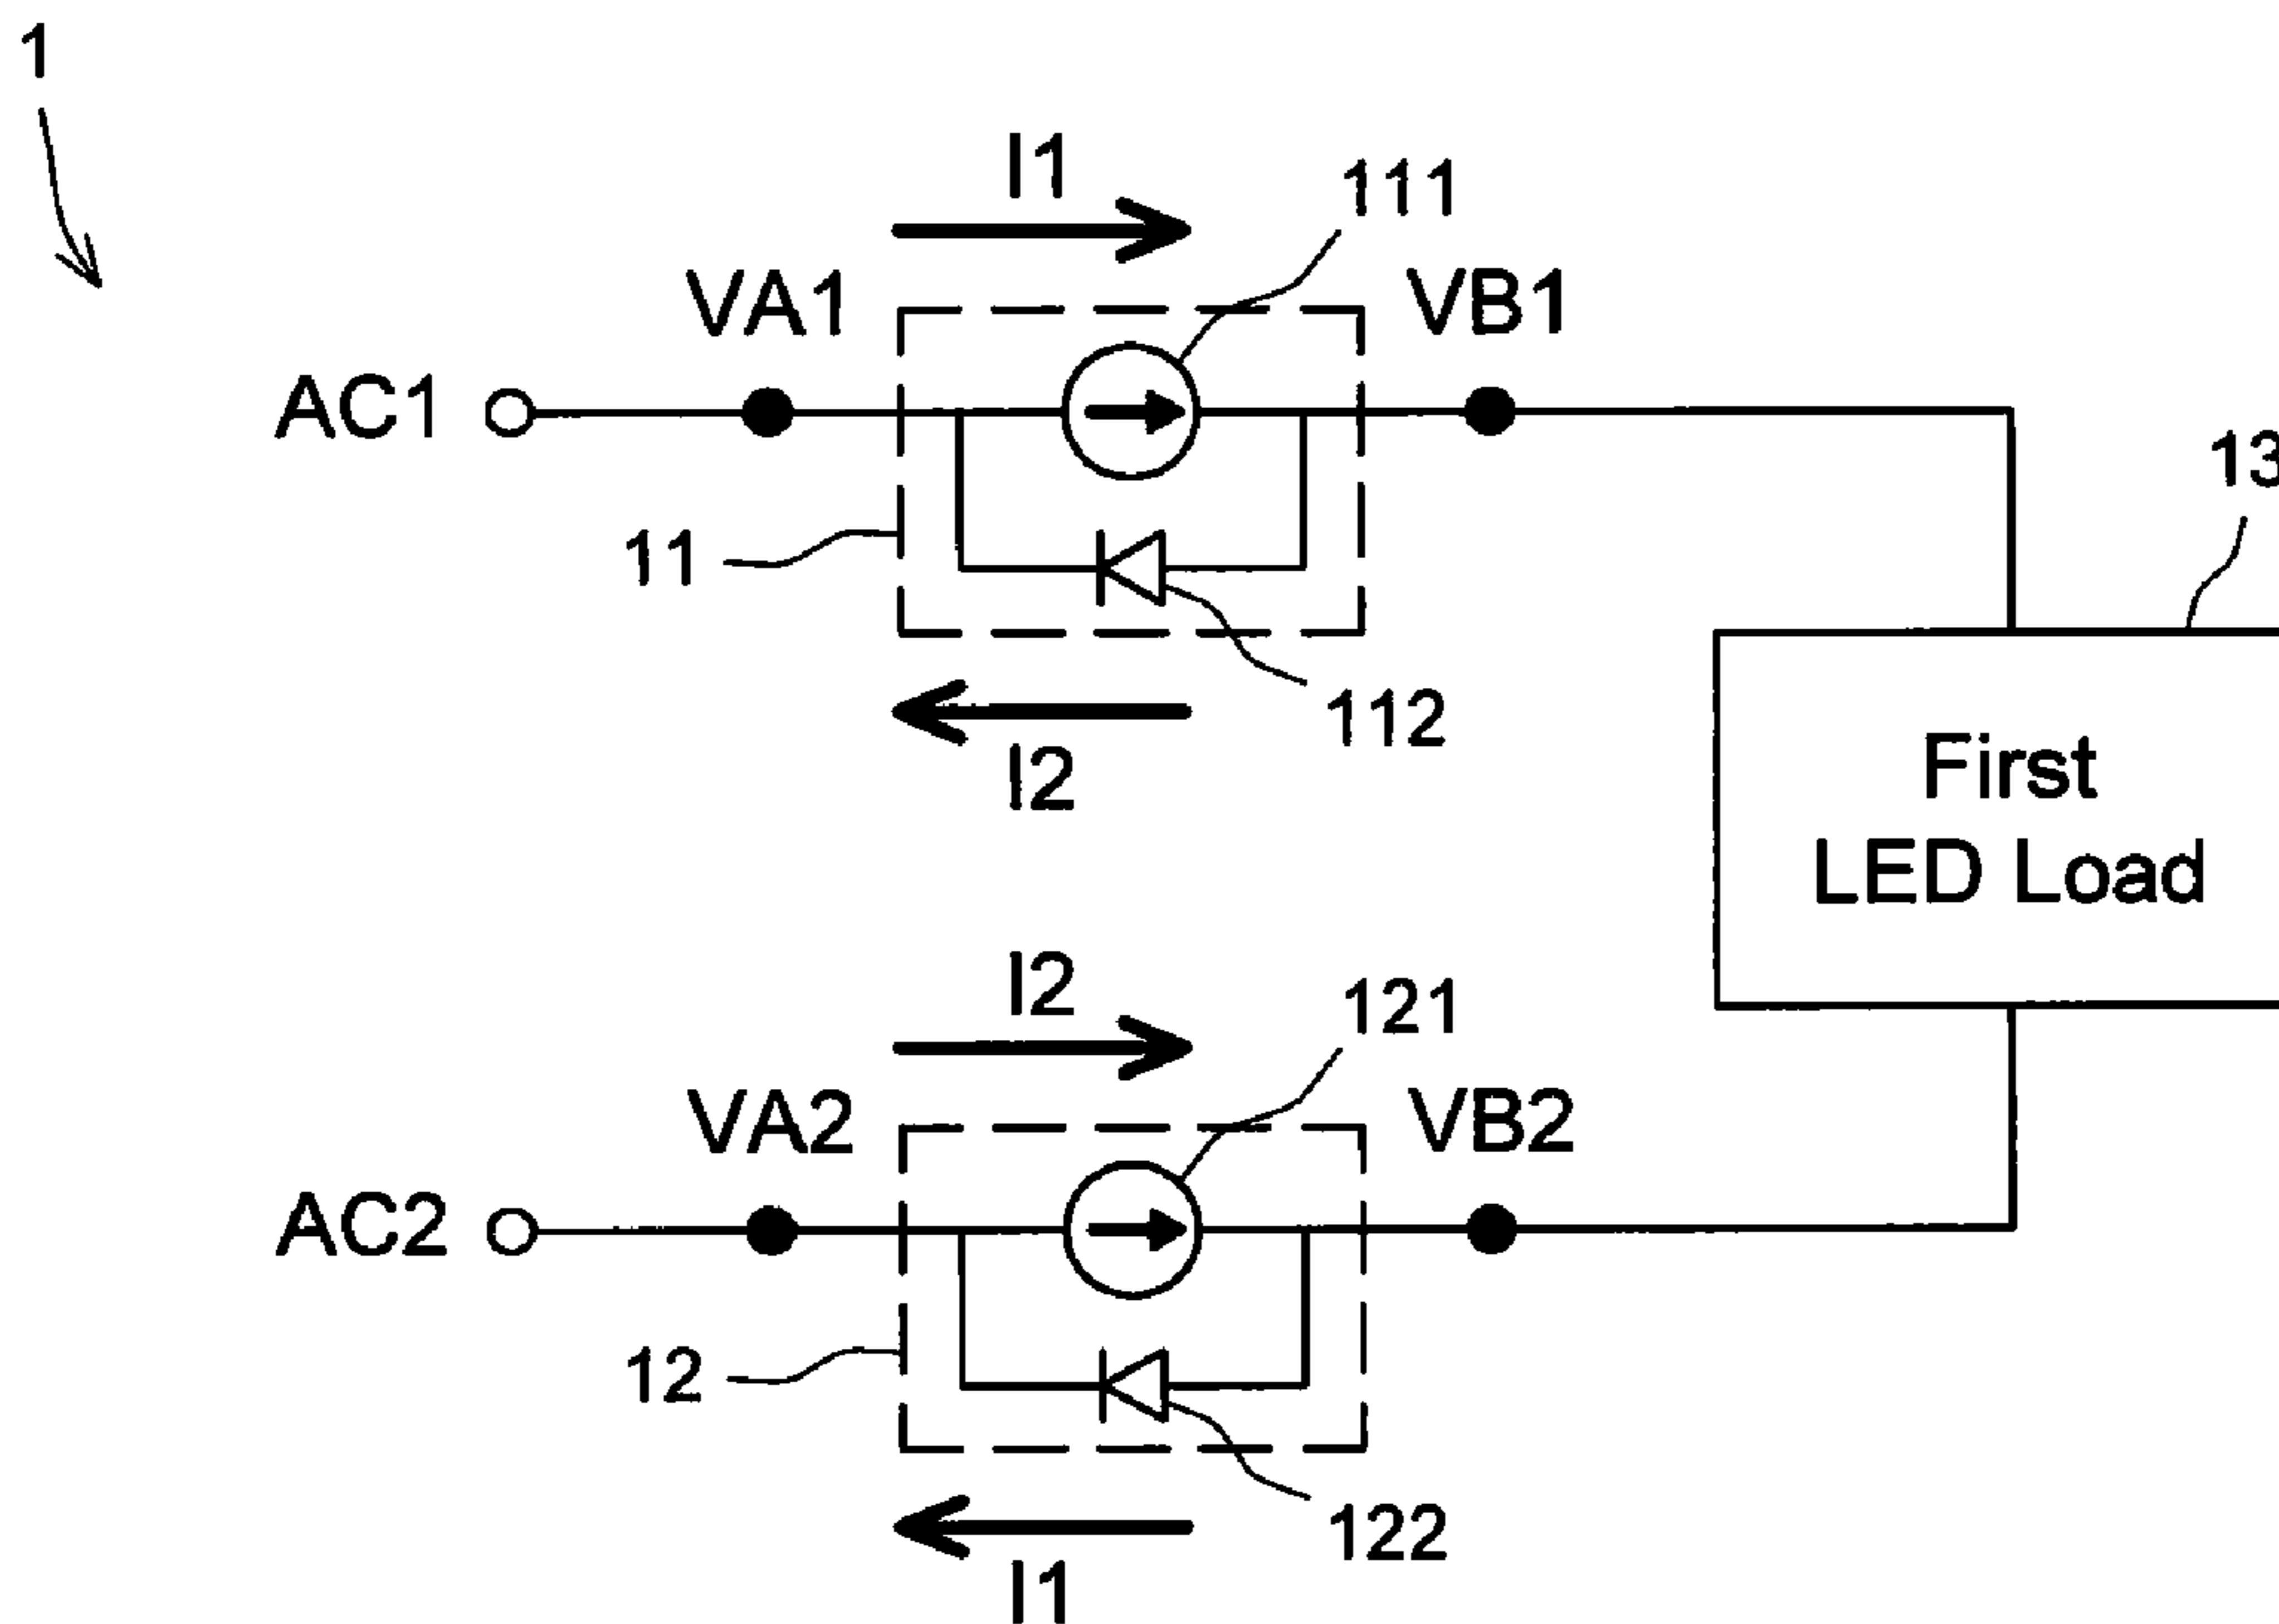 1
I1
111
VA1
VB1
AC1
13
11
112
I2
First
LED Load
I2
121
VA2
VB2
AC2
12
122
I1